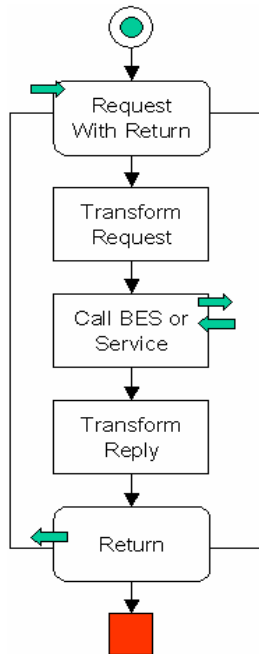 Request
With Return
Transform
Request
Call BES or
Service
Transform
Reply
Return